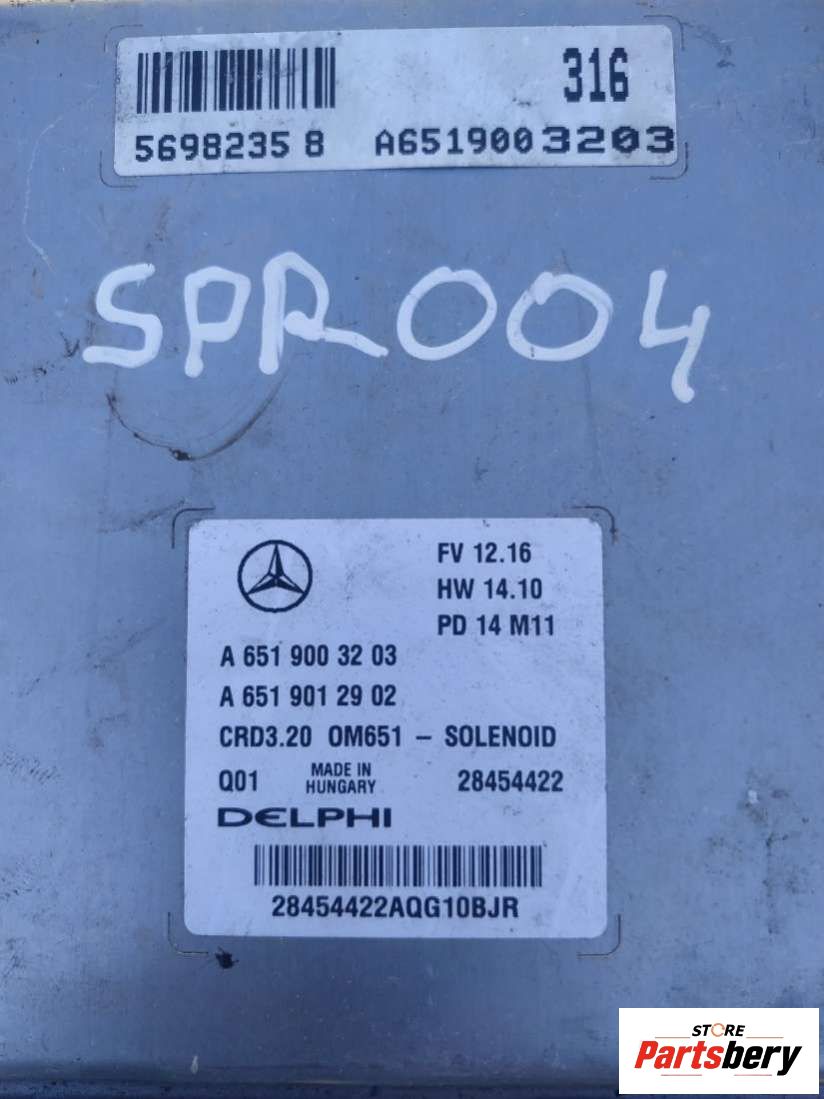 316
5698235 8 A6519003203
SPR004
FV 12.16
HW 14.10
PD 14 M11
A 651 900 32 03
A 651 901 29 02
CRD3.20 OM651 – SOLENOID
Q01 MADE IN HUNGARY 28454422
DELPHI
28454422AQG10BJR
STORE
Partsbery